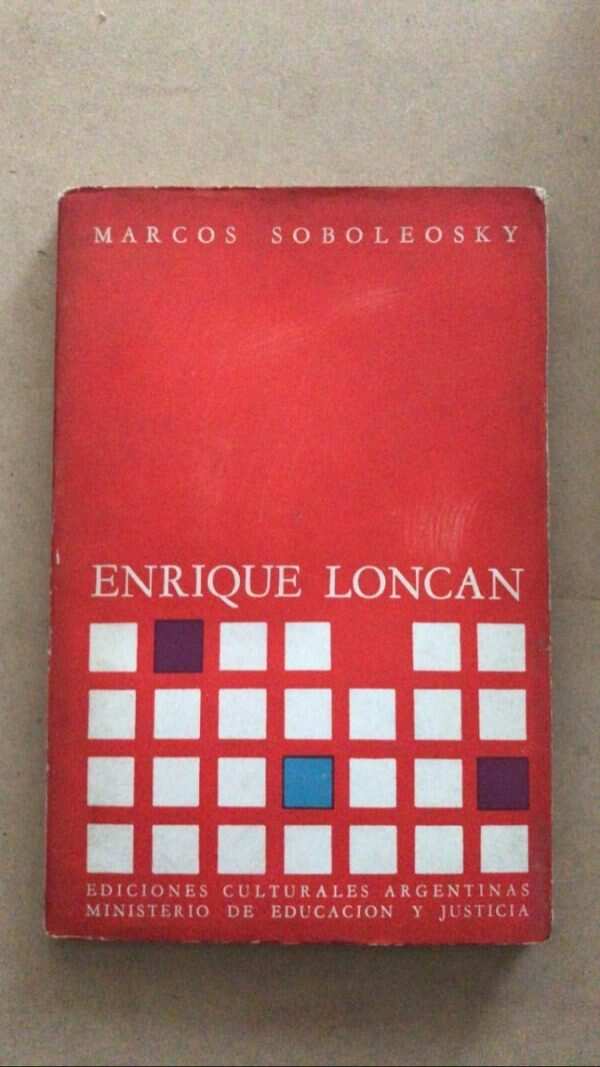 MARCOS SOBOLEOSKY
ENRIQUE LONCAN
EDICIONES CULTURALES ARGENTINAS
MINISTERIO DE EDUCACION Y JUSTICIA